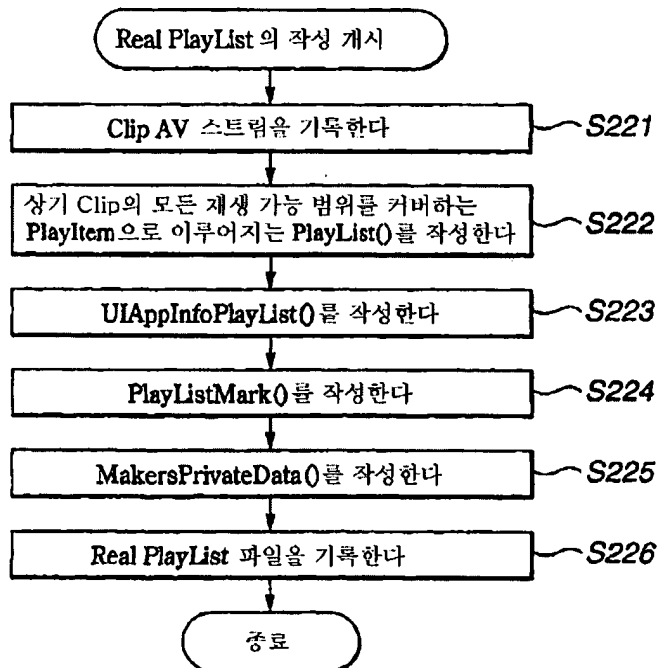 Real PlayList의 작성 개시
Clip AV 스트림을 기록한다
S221
상기 Clip의 모든 재생 가능 범위를 커버하는
PlayItem으로 이루어지는 PlayList()를 작성한다
S222
UIAppInfoPlayList()를 작성한다
S223
PlayListMark()를 작성한다
S224
MakersPrivateData()를 작성한다
S225
Real PlayList 파일을 기록한다
S226
종료